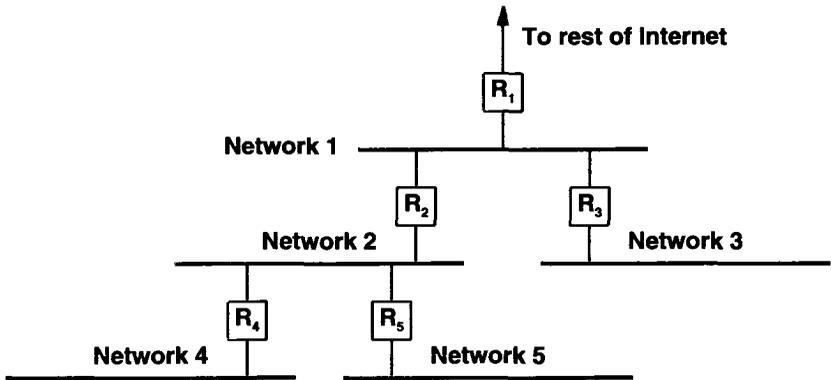 To rest of Internet
R₁
Network 1
R₂
R₃
Network 2
Network 3
R₄
R₅
Network 4
Network 5